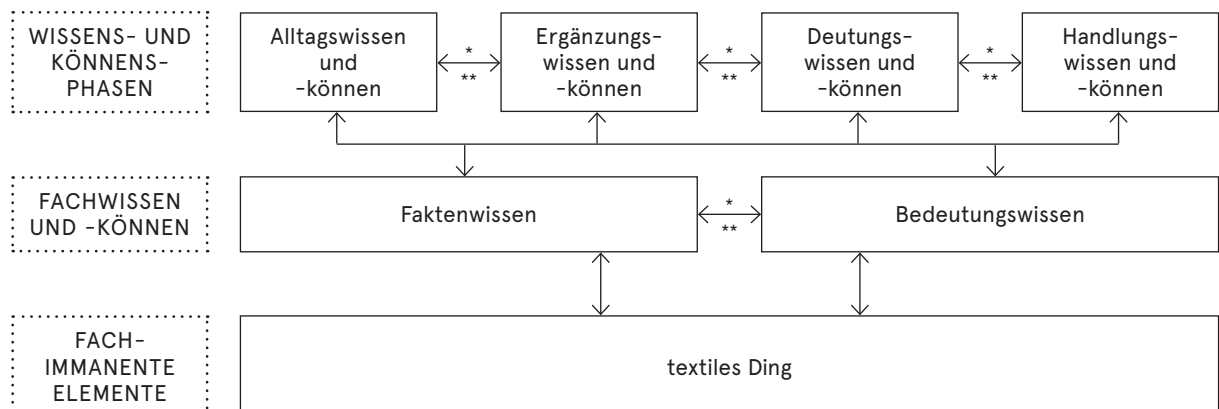 WISSENS- UND
KÖNNENS-
PHASEN
Alltagswissen
und
-können
*
**
Ergänzungs-
wissen und
-können
*
**
Deutungs-
wissen und
-können
*
**
Handlungs-
wissen und
-können
FACHWISSEN
UND -KÖNNEN
Faktenwissen
*
**
Bedeutungswissen
FACH-
IMMANENTE
ELEMENTE
textiles Ding